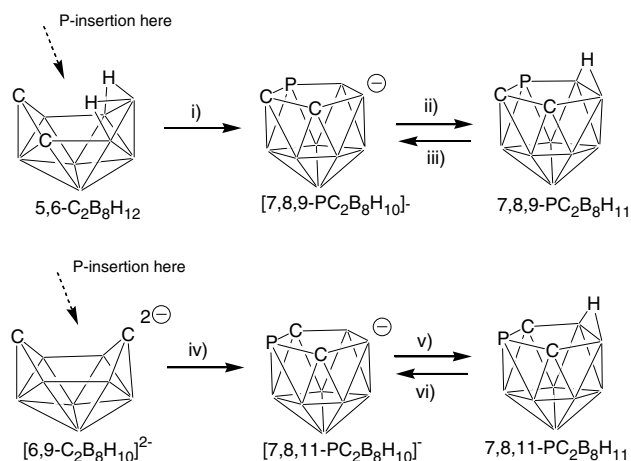 P-insertion here
H
H
C
C
i)
P
C
C
⊖
ii)
iii)
H
P
C
C
5,6-C2B8H12
[7,8,9-PC2B8H10]-
7,8,9-PC2B8H11
P-insertion here
C
C
2⊖
iv)
C
P
C
⊖
v)
vi)
H
C
P
C
[6,9-C2B8H10]2-
[7,8,11-PC2B8H10]-
7,8,11-PC2B8H11